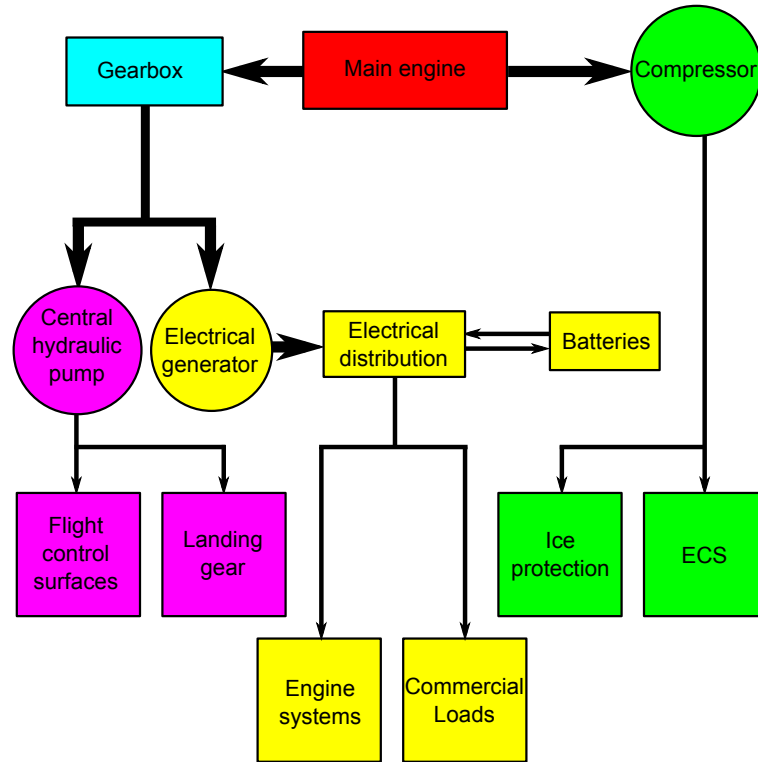 Gearbox
Main engine
Compressor
Central
hydraulic
pump
Electrical
generator
Electrical
distribution
Batteries
Flight
control
surfaces
Landing
gear
Ice
protection
ECS
Engine
systems
Commercial
Loads